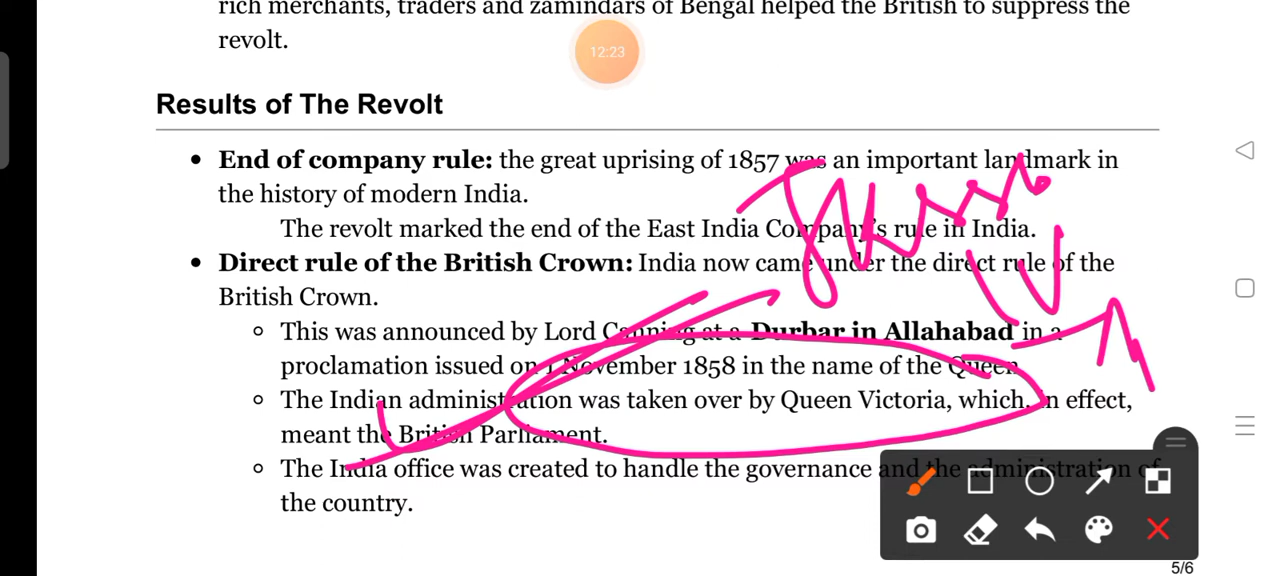 rich merchants, traders and zamindars of Bengal helped the British to suppress the
revolt.
12:23
Results of The Revolt
• End of company rule: the great uprising of 1857 was an important landmark in
the history of modern India.
The revolt marked the end of the East India Company's rule in India.
• Direct rule of the British Crown: India now came under the direct rule of the
British Crown.
○ This was announced by Lord Canning at a Durbar in Allahabad in a
proclamation issued on 1 November 1858 in the name of the Queen.
○ The Indian administration was taken over by Queen Victoria, which, in effect,
meant the British Parliament.
○ The India office was created to handle the governance and the administration of
the country.
5/6